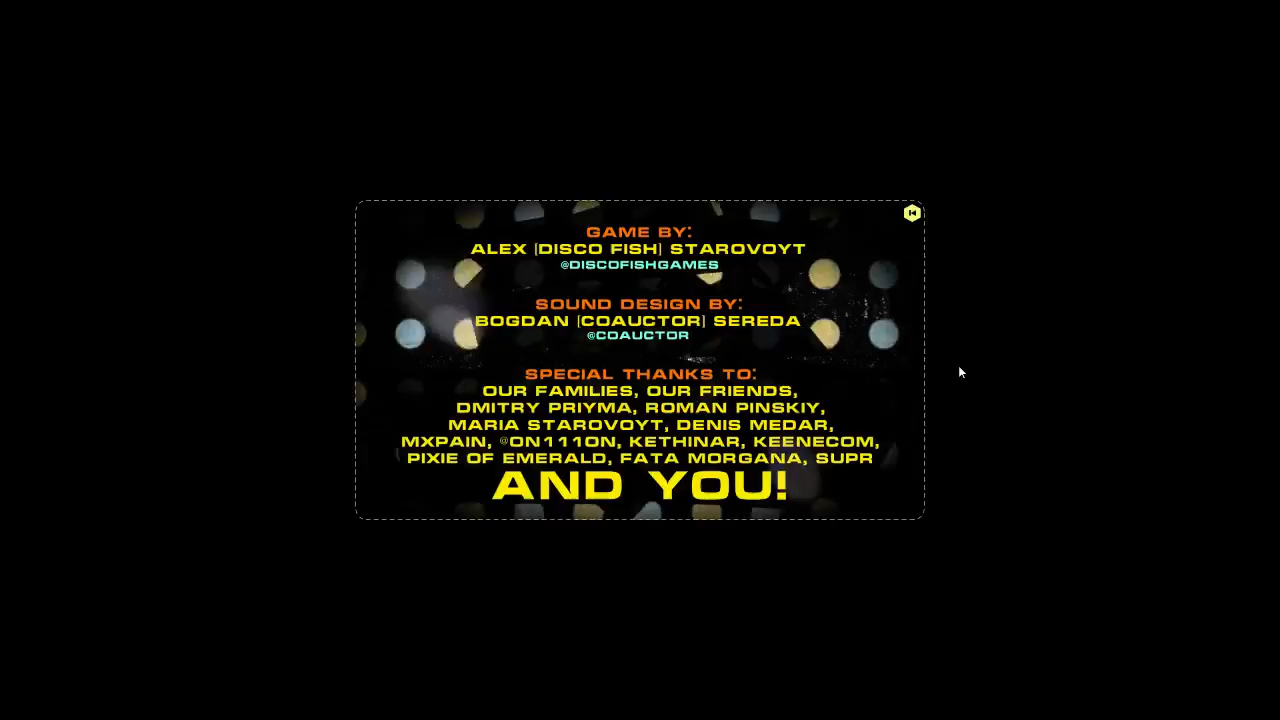 GAME BY:
ALEX [DISCO FISH] STAROVOYT
@DISCOFISHGAMES
SOUND DESIGN BY:
BOGDAN [COAUCTOR] SEREDA
@COAUCTOR
SPECIAL THANKS TO:
OUR FAMILIES, OUR FRIENDS,
DMITRY PRIYMA, ROMAN PINSKIY,
MARIA STAROVOYT, DENIS MEDAR,
MXPAIN, @ON111ON, KETHINAR, KEENECOM,
PIXIE OF EMERALD, FATA MORGANA, SUPR
AND YOU!